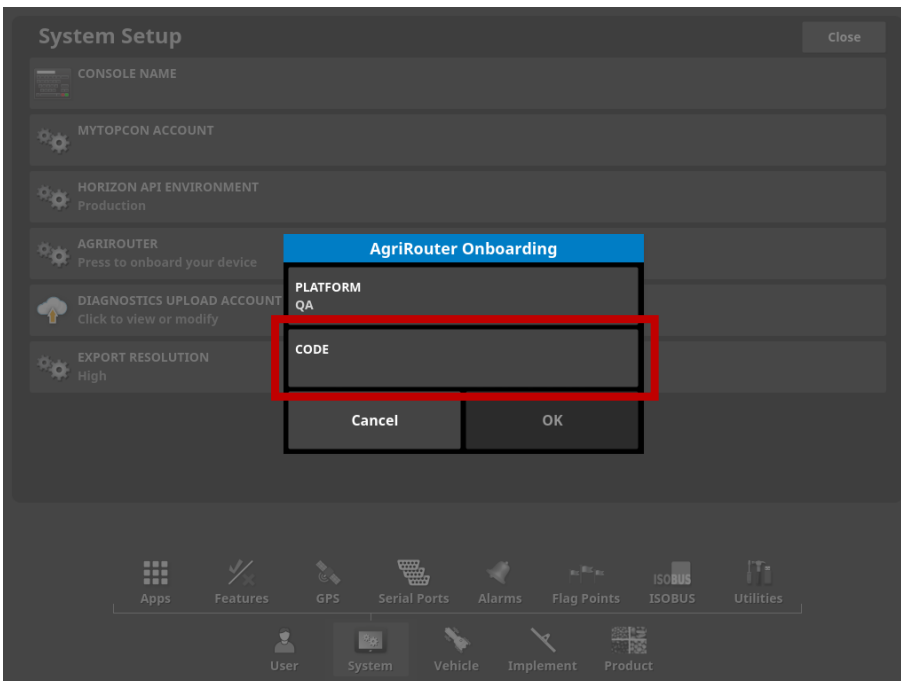 System Setup
Close
CONSOLE NAME
MYTOPCON ACCOUNT
HORIZON API ENVIRONMENT
Production
AGRIROUTER
Press to onboard your device
DIAGNOSTICS UPLOAD ACCOUNT
Click to view or modify
EXPORT RESOLUTION
High
AgriRouter Onboarding
PLATFORM
QA
CODE
Cancel
OK
Apps
Features
GPS
Serial Ports
Alarms
Flag Points
ISOBUS
ISOBUS
Utilities
User
System
Vehicle
Implement
Product